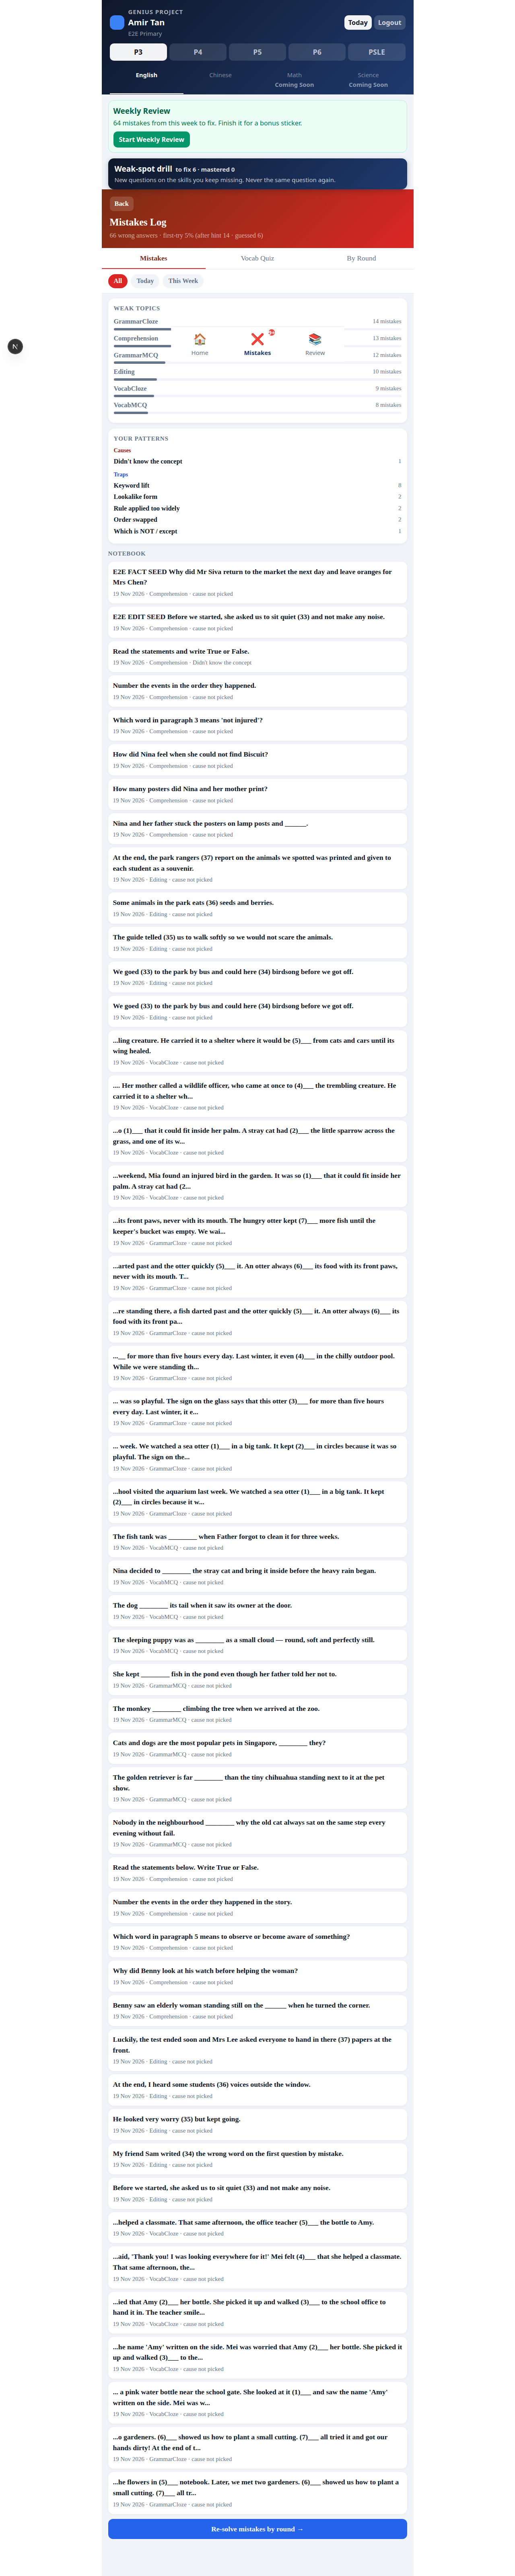 GENIUS PROJECT
Amir Tan
E2E Primary
Today
Logout
P3
P4
P5
P6
PSLE
English
Chinese
Math
Coming Soon
Science
Coming Soon
Weekly Review
64 mistakes from this week to fix. Finish it for a bonus sticker.
Start Weekly Review
Weak-spot drill to fix 6 · mastered 0
New questions on the skills you keep missing. Never the same question again.
Back
Mistakes Log
66 wrong answers · first-try 5% (after hint 14 · guessed 6)
Mistakes
Vocab Quiz
By Round
All
Today
This Week
WEAK TOPICS
GrammarCloze
14 mistakes
Comprehension
13 mistakes
GrammarMCQ
12 mistakes
Editing
10 mistakes
VocabCloze
9 mistakes
VocabMCQ
8 mistakes
Home
Mistakes
Review
YOUR PATTERNS
Causes
Didn't know the concept
1
Traps
Keyword lift
8
Lookalike form
2
Rule applied too widely
2
Order swapped
2
Which is NOT / except
1
NOTEBOOK
E2E FACT SEED Why did Mr Siva return to the market the next day and leave oranges for
Mrs Chen?
19 Nov 2026 · Comprehension · cause not picked
E2E EDIT SEED Before we started, she asked us to sit quiet (33) and not make any noise.
19 Nov 2026 · Comprehension · cause not picked
Read the statements and write True or False.
19 Nov 2026 · Comprehension · Didn't know the concept
Number the events in the order they happened.
19 Nov 2026 · Comprehension · cause not picked
Which word in paragraph 3 means 'not injured'?
19 Nov 2026 · Comprehension · cause not picked
How did Nina feel when she could not find Biscuit?
19 Nov 2026 · Comprehension · cause not picked
How many posters did Nina and her mother print?
19 Nov 2026 · Comprehension · cause not picked
Nina and her father stuck the posters on lamp posts and ______.
19 Nov 2026 · Comprehension · cause not picked
At the end, the park rangers (37) report on the animals we spotted was printed and given to
each student as a souvenir.
19 Nov 2026 · Editing · cause not picked
Some animals in the park eats (36) seeds and berries.
19 Nov 2026 · Editing · cause not picked
The guide telled (35) us to walk softly so we would not scare the animals.
19 Nov 2026 · Editing · cause not picked
We goed (33) to the park by bus and could here (34) birdsong before we got off.
19 Nov 2026 · Editing · cause not picked
We goed (33) to the park by bus and could here (34) birdsong before we got off.
19 Nov 2026 · Editing · cause not picked
...ling creature. He carried it to a shelter where it would be (5)___ from cats and cars until its
wing healed.
19 Nov 2026 · VocabCloze · cause not picked
.... Her mother called a wildlife officer, who came at once to (4)___ the trembling creature. He
carried it to a shelter wh...
19 Nov 2026 · VocabCloze · cause not picked
...o (1)___ that it could fit inside her palm. A stray cat had (2)___ the little sparrow across the
grass, and one of its w...
19 Nov 2026 · VocabCloze · cause not picked
...weekend, Mia found an injured bird in the garden. It was so (1)___ that it could fit inside her
palm. A stray cat had (2...
19 Nov 2026 · VocabCloze · cause not picked
...its front paws, never with its mouth. The hungry otter kept (7)___ more fish until the
keeper's bucket was empty. We wai...
19 Nov 2026 · GrammarCloze · cause not picked
...arted past and the otter quickly (5)___ it. An otter always (6)___ its food with its front paws,
never with its mouth. T...
19 Nov 2026 · GrammarCloze · cause not picked
...re standing there, a fish darted past and the otter quickly (5)___ it. An otter always (6)___ its
food with its front pa...
19 Nov 2026 · GrammarCloze · cause not picked
...__ for more than five hours every day. Last winter, it even (4)___ in the chilly outdoor pool.
While we were standing th...
19 Nov 2026 · GrammarCloze · cause not picked
... was so playful. The sign on the glass says that this otter (3)___ for more than five hours
every day. Last winter, it e...
19 Nov 2026 · GrammarCloze · cause not picked
... week. We watched a sea otter (1)___ in a big tank. It kept (2)___ in circles because it was so
playful. The sign on the...
19 Nov 2026 · GrammarCloze · cause not picked
...hool visited the aquarium last week. We watched a sea otter (1)___ in a big tank. It kept
(2)___ in circles because it w...
19 Nov 2026 · GrammarCloze · cause not picked
The fish tank was ________ when Father forgot to clean it for three weeks.
19 Nov 2026 · VocabMCQ · cause not picked
Nina decided to ________ the stray cat and bring it inside before the heavy rain began.
19 Nov 2026 · VocabMCQ · cause not picked
The dog ________ its tail when it saw its owner at the door.
19 Nov 2026 · VocabMCQ · cause not picked
The sleeping puppy was as ________ as a small cloud — round, soft and perfectly still.
19 Nov 2026 · VocabMCQ · cause not picked
She kept ________ fish in the pond even though her father told her not to.
19 Nov 2026 · GrammarMCQ · cause not picked
The monkey ________ climbing the tree when we arrived at the zoo.
19 Nov 2026 · GrammarMCQ · cause not picked
Cats and dogs are the most popular pets in Singapore, ________ they?
19 Nov 2026 · GrammarMCQ · cause not picked
The golden retriever is far ________ than the tiny chihuahua standing next to it at the pet
show.
19 Nov 2026 · GrammarMCQ · cause not picked
Nobody in the neighbourhood ________ why the old cat always sat on the same step every
evening without fail.
19 Nov 2026 · GrammarMCQ · cause not picked
Read the statements below. Write True or False.
19 Nov 2026 · Comprehension · cause not picked
Number the events in the order they happened in the story.
19 Nov 2026 · Comprehension · cause not picked
Which word in paragraph 5 means to observe or become aware of something?
19 Nov 2026 · Comprehension · cause not picked
Why did Benny look at his watch before helping the woman?
19 Nov 2026 · Comprehension · cause not picked
Benny saw an elderly woman standing still on the ______ when he turned the corner.
19 Nov 2026 · Comprehension · cause not picked
Luckily, the test ended soon and Mrs Lee asked everyone to hand in there (37) papers at the
front.
19 Nov 2026 · Editing · cause not picked
At the end, I heard some students (36) voices outside the window.
19 Nov 2026 · Editing · cause not picked
He looked very worry (35) but kept going.
19 Nov 2026 · Editing · cause not picked
My friend Sam writed (34) the wrong word on the first question by mistake.
19 Nov 2026 · Editing · cause not picked
Before we started, she asked us to sit quiet (33) and not make any noise.
19 Nov 2026 · Editing · cause not picked
...helped a classmate. That same afternoon, the office teacher (5)___ the bottle to Amy.
19 Nov 2026 · VocabCloze · cause not picked
...aid, 'Thank you! I was looking everywhere for it!' Mei felt (4)___ that she helped a classmate.
That same afternoon, the...
19 Nov 2026 · VocabCloze · cause not picked
...ied that Amy (2)___ her bottle. She picked it up and walked (3)___ to the school office to
hand it in. The teacher smile...
19 Nov 2026 · VocabCloze · cause not picked
...he name 'Amy' written on the side. Mei was worried that Amy (2)___ her bottle. She picked it
up and walked (3)___ to the...
19 Nov 2026 · VocabCloze · cause not picked
... a pink water bottle near the school gate. She looked at it (1)___ and saw the name 'Amy'
written on the side. Mei was w...
19 Nov 2026 · VocabCloze · cause not picked
...o gardeners. (6)___ showed us how to plant a small cutting. (7)___ all tried it and got our
hands dirty! At the end of t...
19 Nov 2026 · GrammarCloze · cause not picked
...he flowers in (5)___ notebook. Later, we met two gardeners. (6)___ showed us how to plant a
small cutting. (7)___ all tr...
19 Nov 2026 · GrammarCloze · cause not picked
Re-solve mistakes by round →